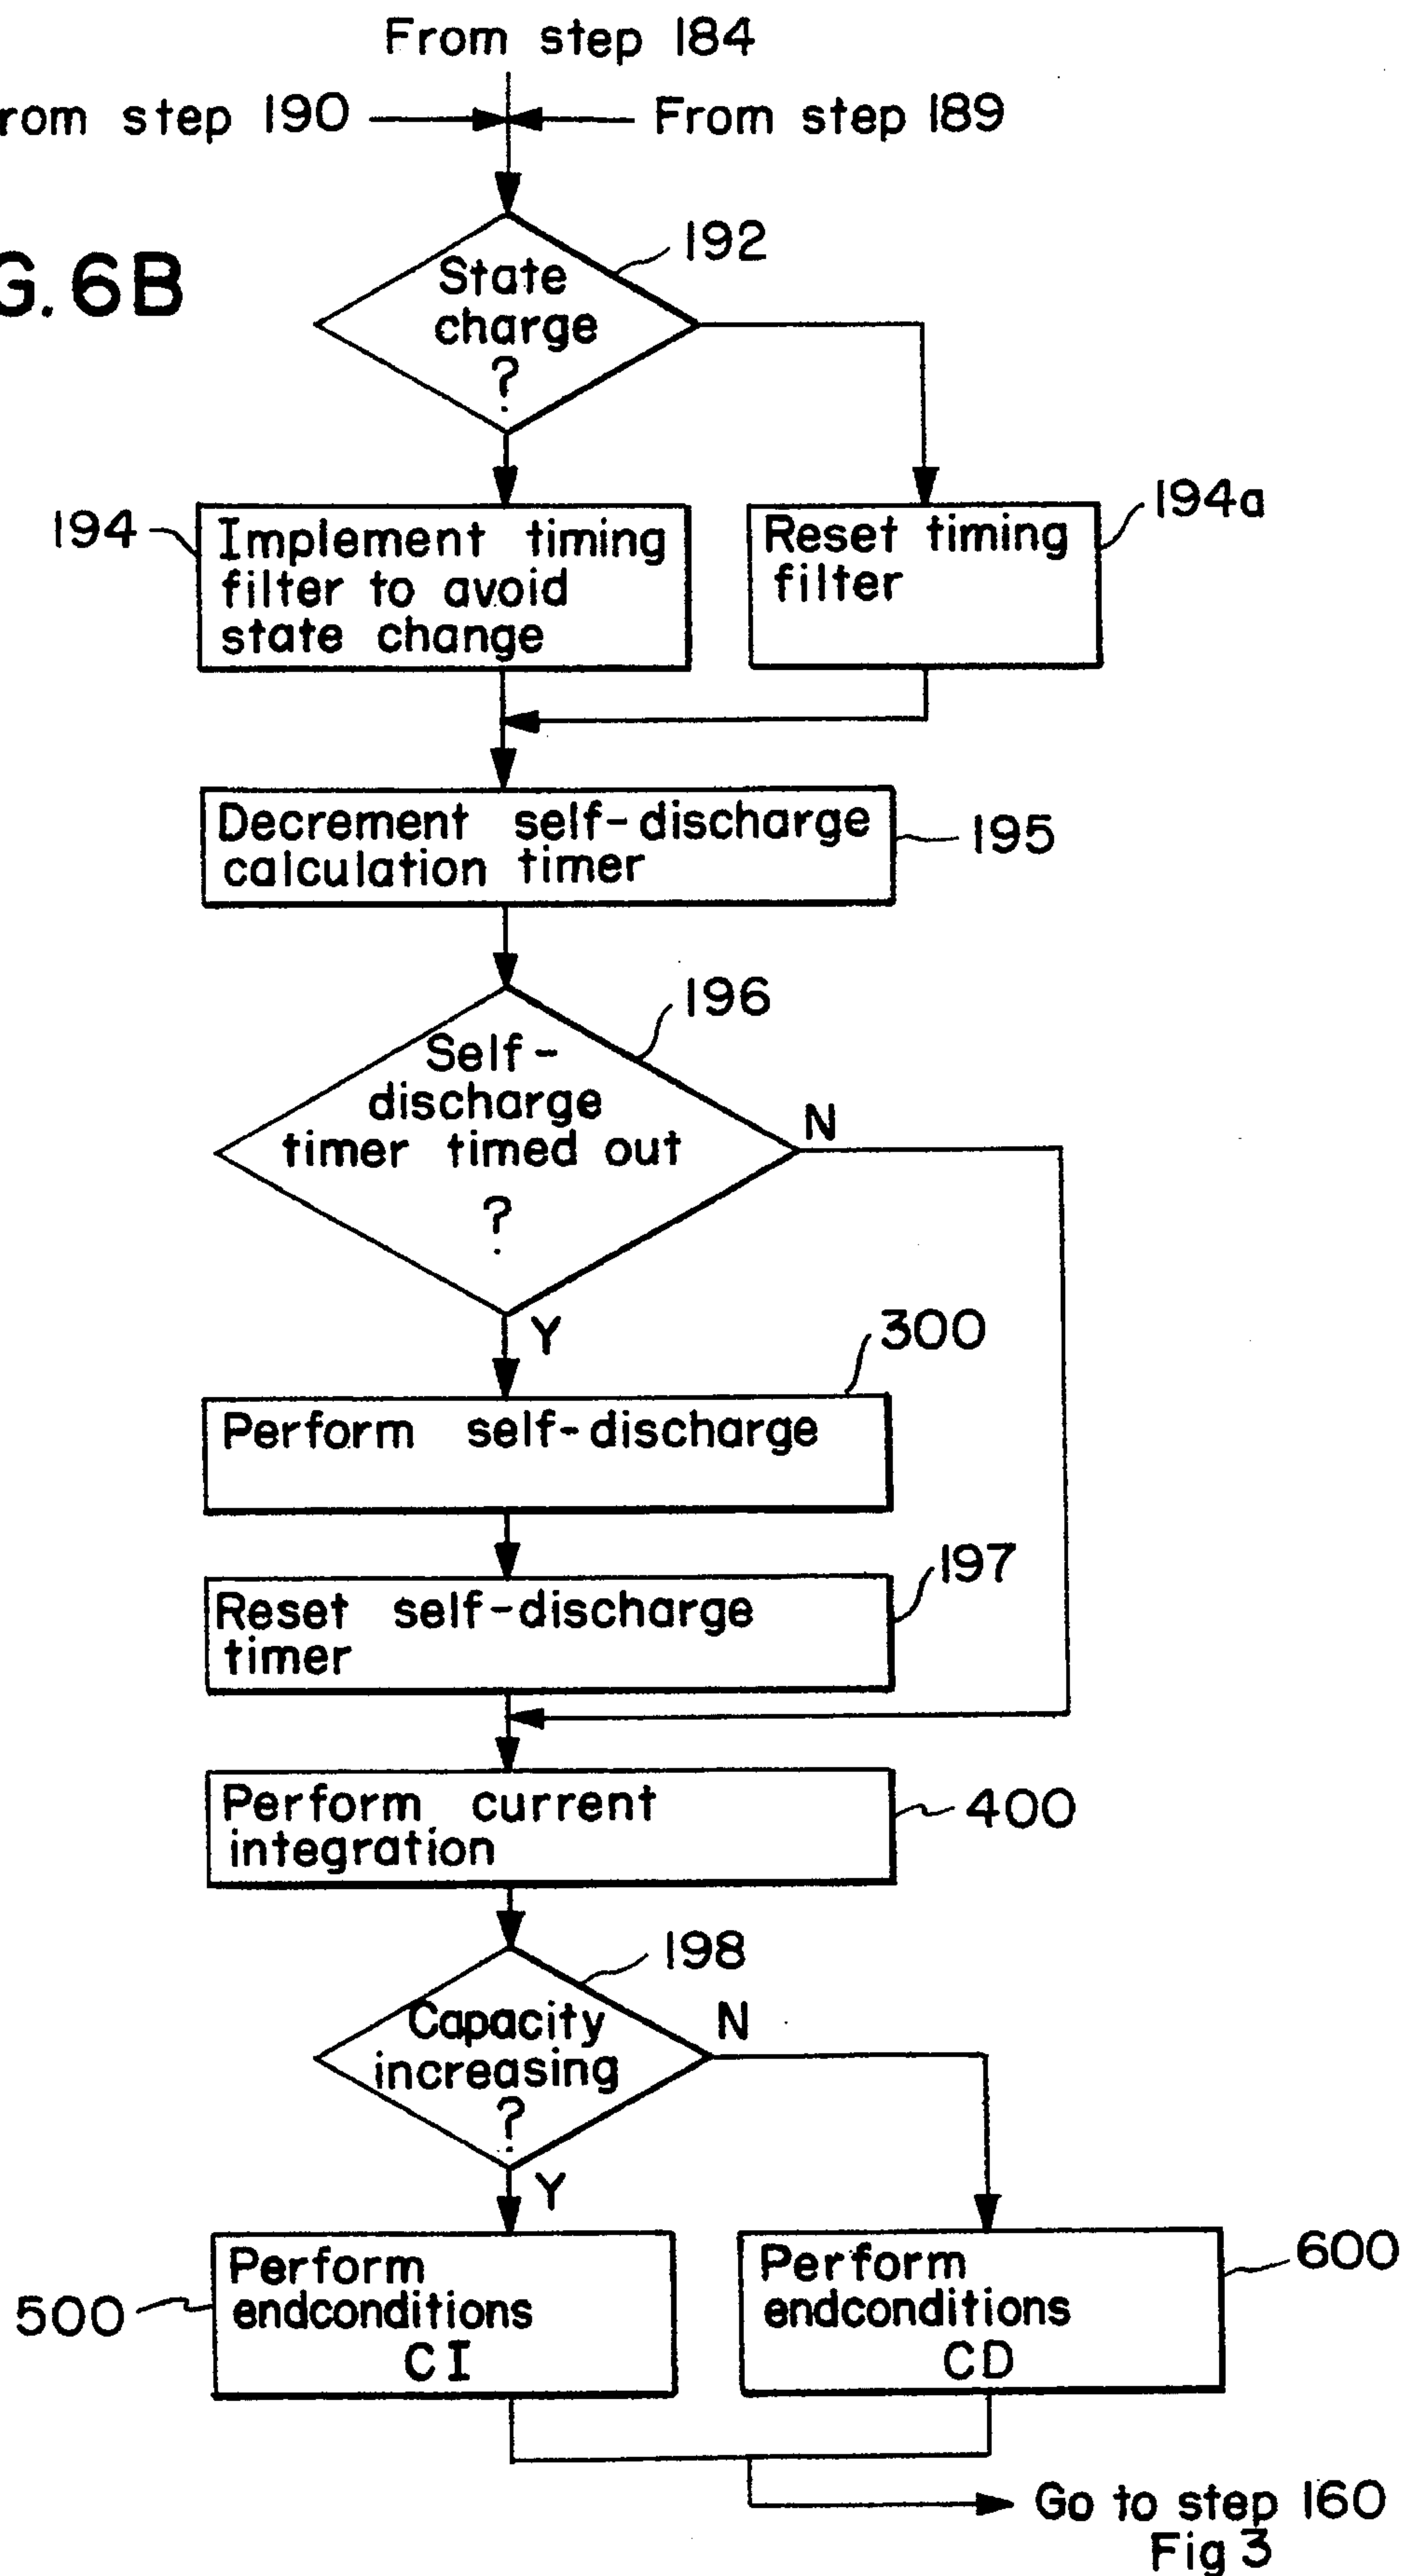 From step 184
rom step 190
From step 189
G. 6B
192
State
charge
?
194
Implement timing
filter to avoid
state change
Reset timing
filter
194a
Decrement self-discharge
calculation timer
195
196
Self-
discharge
timer timed out
?
N
Y
300
Perform self-discharge
197
Reset self-discharge
timer
Perform current
integration
400
198
Capacity
increasing
?
N
Y
500
Perform
endconditions
CI
Perform
endconditions
CD
600
Go to step 160
Fig 3